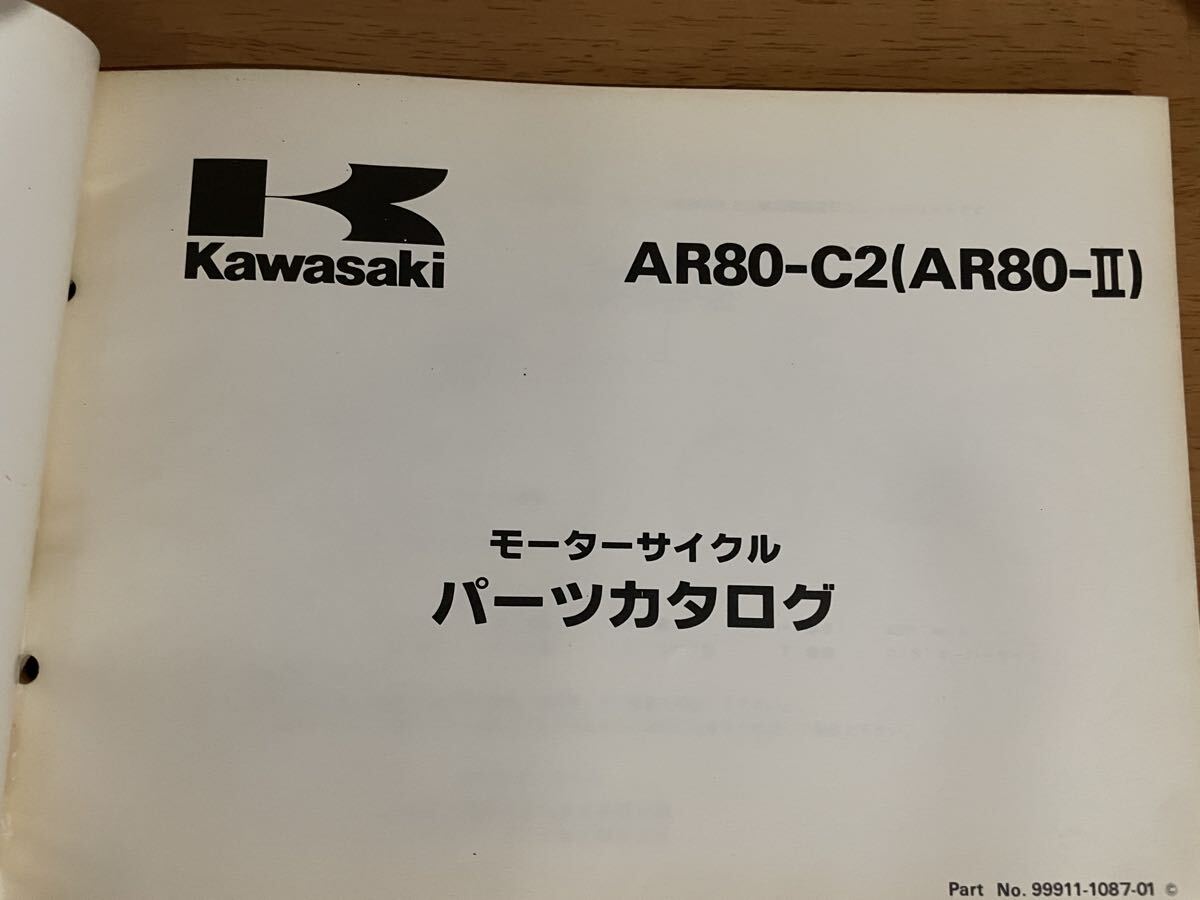 Kawasaki
AR80-C2(AR80-II)
モーターサイクル
パーツカタログ
Part No. 99911-1087-01 ©